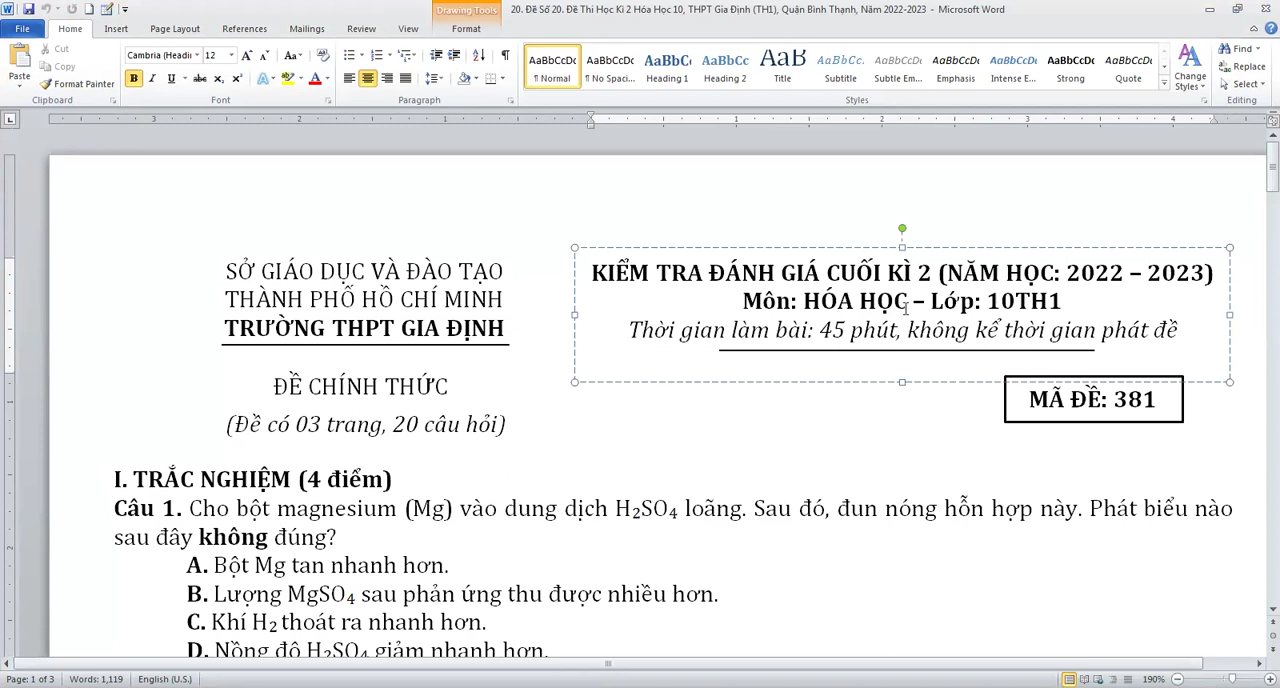 20. Đề Số 20. Đề Thi Học Kì 2 Hóa Học 10, THPT Gia Định (TH1), Quận Bình Thạnh, Năm 2022-2023 - Microsoft Word
Drawing Tools
File Home Insert Page Layout References Mailings Review View Format
Paste
Cut
Copy
Format Painter
Clipboard
Cambria (Headi 12
Font
Paragraph
AaBbCcDc AaBbCcDc AaBbC AaBbCc AaB AaBbCc. AaBbCcDc AaBbCcDc AaBbCcDc AaBbCcDc AaBbCcDc
¶ Normal ¶ No Spaci... Heading 1 Heading 2 Title Subtitle Subtle Em... Emphasis Intense E... Strong Quote
Styles
Change Styles
Find
Replace
Select
Editing
3 2 1 1 2 3 4
SỞ GIÁO DỤC VÀ ĐÀO TẠO
THÀNH PHỐ HỒ CHÍ MINH
TRƯỜNG THPT GIA ĐỊNH
ĐỀ CHÍNH THỨC
(Đề có 03 trang, 20 câu hỏi)
KIỂM TRA ĐÁNH GIÁ CUỐI KÌ 2 (NĂM HỌC: 2022 – 2023)
Môn: HÓA HỌC – Lớp: 10TH1
Thời gian làm bài: 45 phút, không kể thời gian phát đề
MÃ ĐỀ: 381
I. TRẮC NGHIỆM (4 điểm)
Câu 1. Cho bột magnesium (Mg) vào dung dịch H₂SO₄ loãng. Sau đó, đun nóng hỗn hợp này. Phát biểu nào
sau đây không đúng?
A. Bột Mg tan nhanh hơn.
B. Lượng MgSO₄ sau phản ứng thu được nhiều hơn.
C. Khí H₂ thoát ra nhanh hơn.
D. Nồng độ H₂SO₄ giảm nhanh hơn.
Page: 1 of 3 Words: 1,119 English (U.S.) 190%